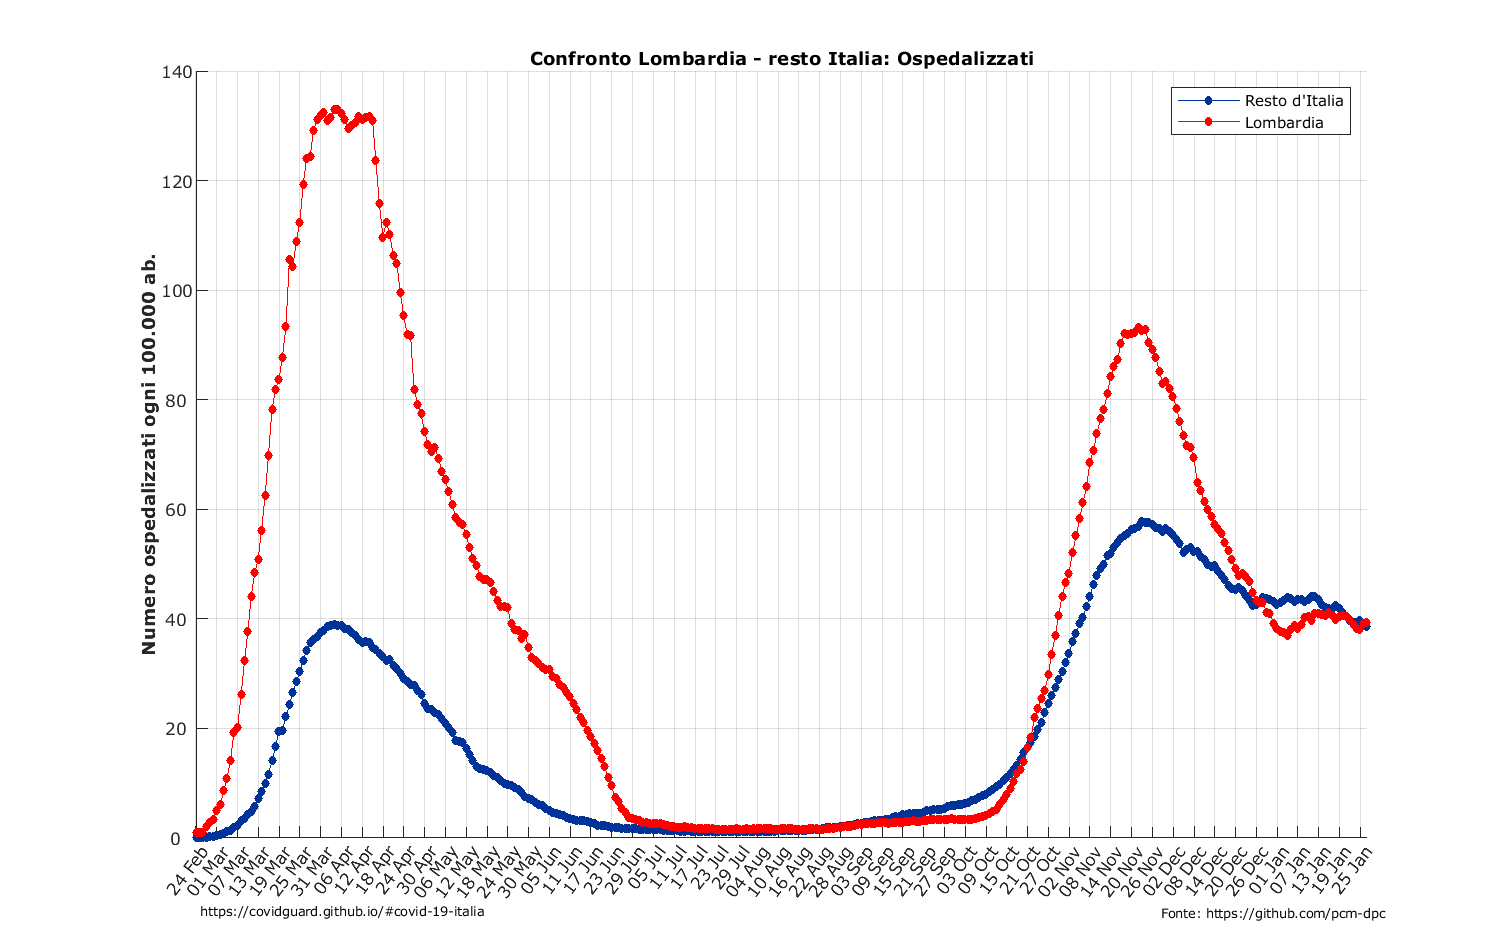 Confronto Lombardia - resto Italia: Ospedalizzati
Resto d'Italia
Lombardia
Numero ospedalizzati ogni 100.000 ab.
140
120
100
80
60
40
20
0
24 Feb
01 Mar
07 Mar
13 Mar
19 Mar
25 Mar
31 Mar
06 Apr
12 Apr
18 Apr
24 Apr
30 Apr
06 May
12 May
18 May
24 May
30 May
05 Jun
11 Jun
17 Jun
23 Jun
29 Jun
05 Jul
11 Jul
17 Jul
23 Jul
29 Jul
04 Aug
10 Aug
16 Aug
22 Aug
28 Aug
03 Sep
09 Sep
15 Sep
21 Sep
27 Sep
03 Oct
09 Oct
15 Oct
21 Oct
27 Oct
02 Nov
08 Nov
14 Nov
20 Nov
26 Nov
02 Dec
08 Dec
14 Dec
20 Dec
26 Dec
01 Jan
07 Jan
13 Jan
19 Jan
25 Jan
https://covidguard.github.io/#covid-19-italia
Fonte: https://github.com/pcm-dpc